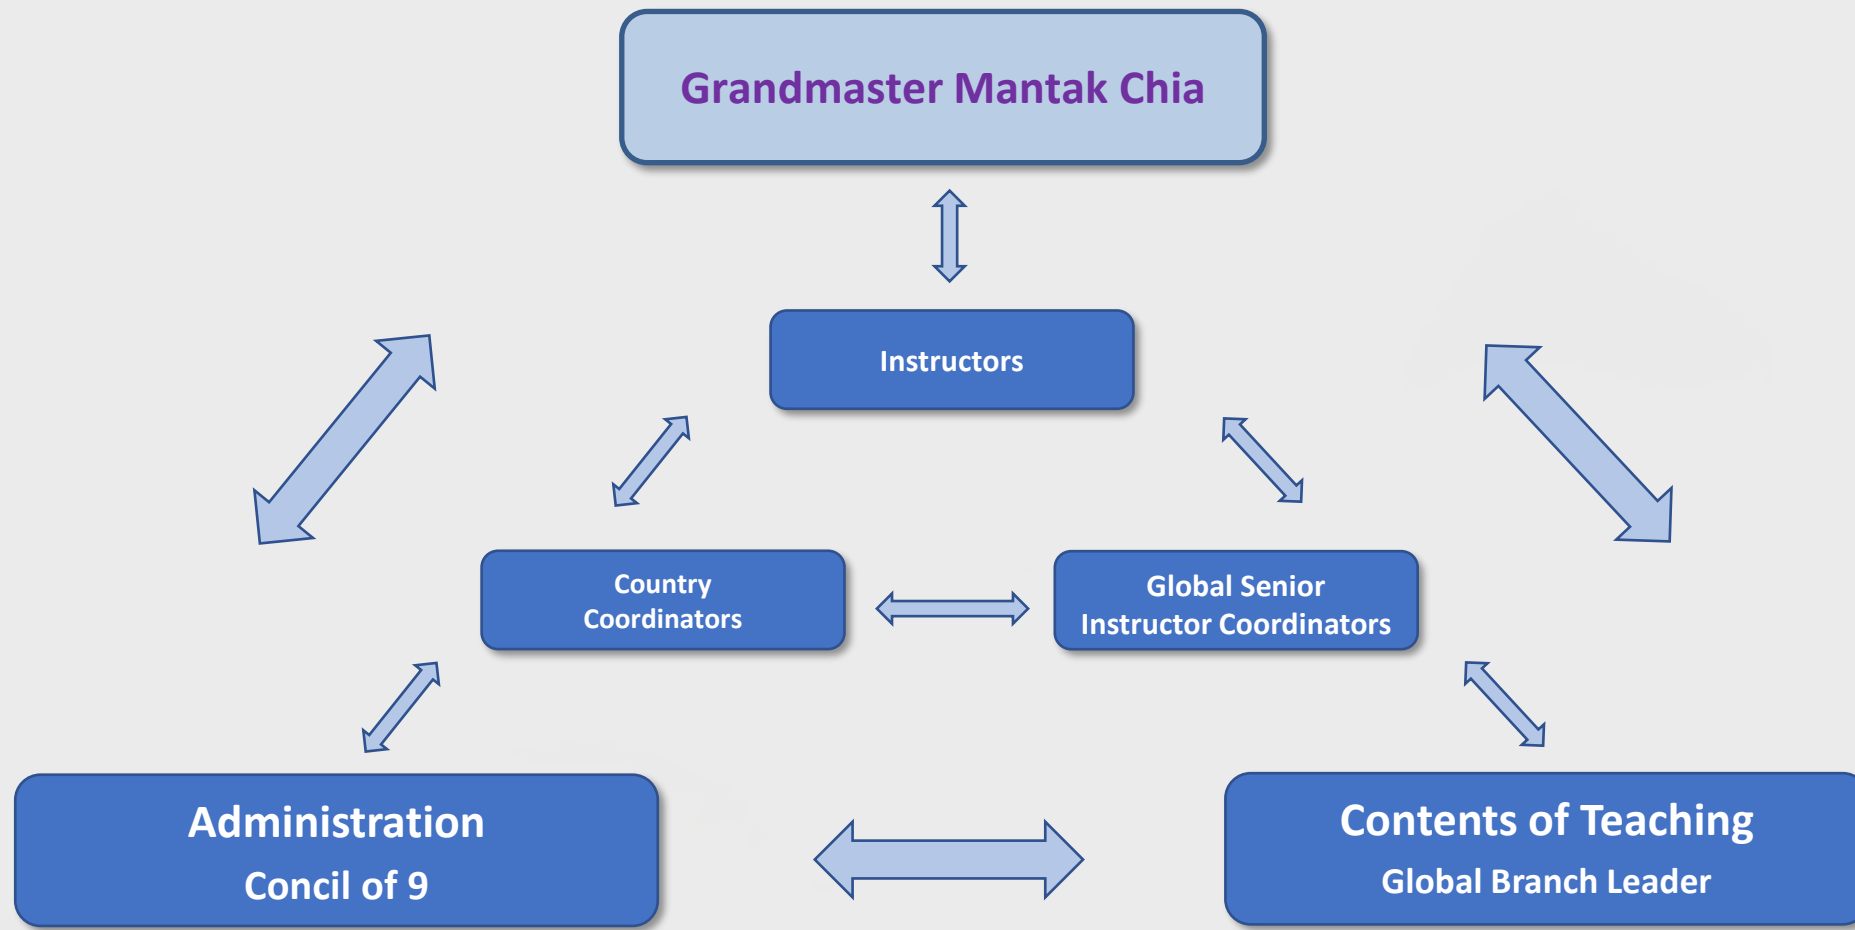 Grandmaster Mantak Chia
Instructors
Country
Coordinators
Global Senior
Instructor Coordinators
Administration
Concil of 9
Contents of Teaching
Global Branch Leader